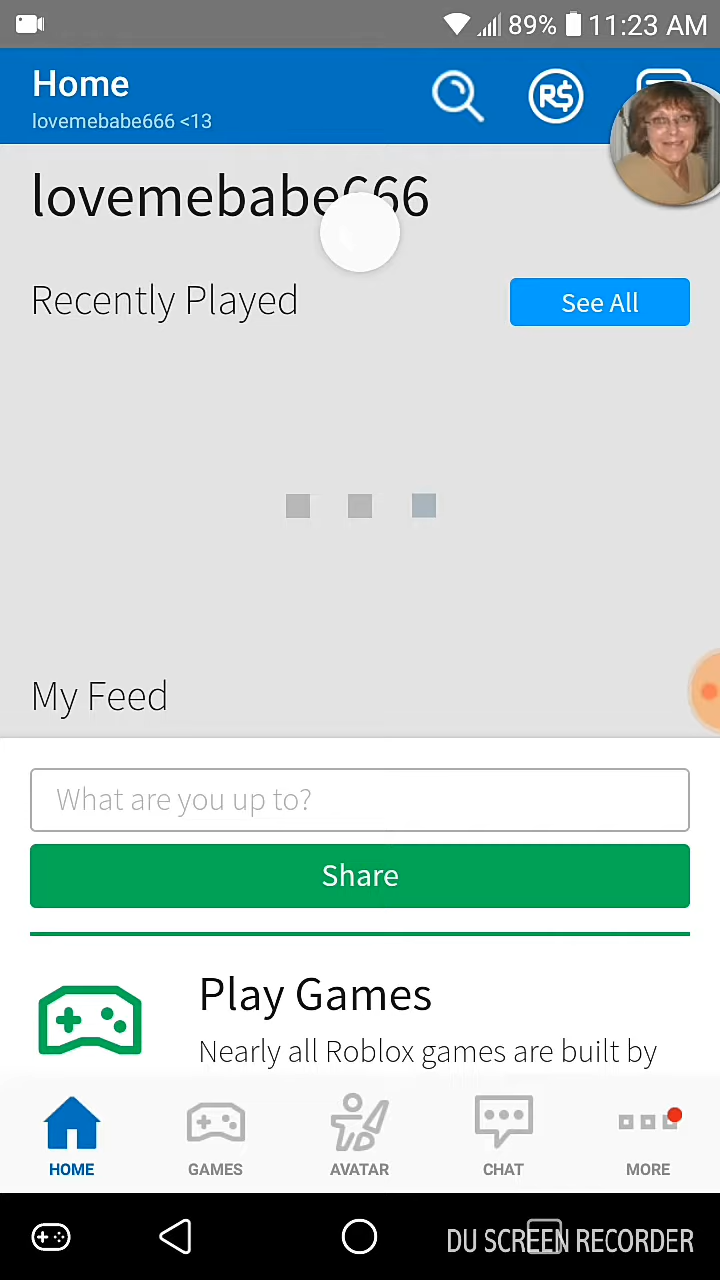 89% 11:23 AM
Home
lovemebabe666 <13
R$
lovemebabe666
Recently Played
See All
My Feed
What are you up to?
Share
Play Games
Nearly all Roblox games are built by
HOME
GAMES
AVATAR
CHAT
MORE
DU SCREEN RECORDER